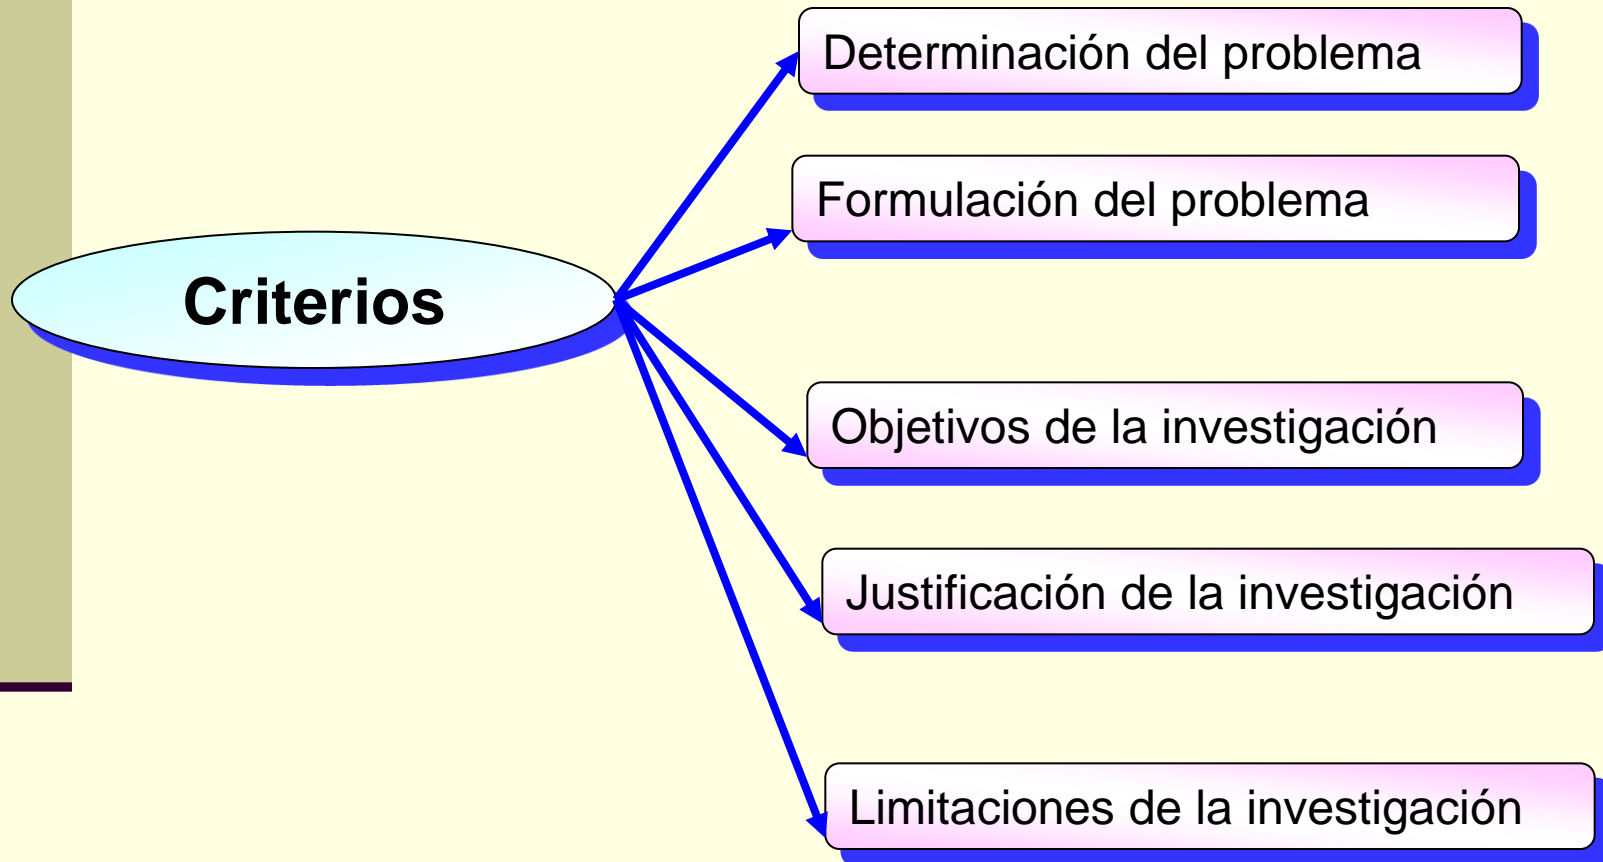 Determinación del problema
Formulación del problema
Criterios
Objetivos de la investigación
Justificación de la investigación
Limitaciones de la investigación